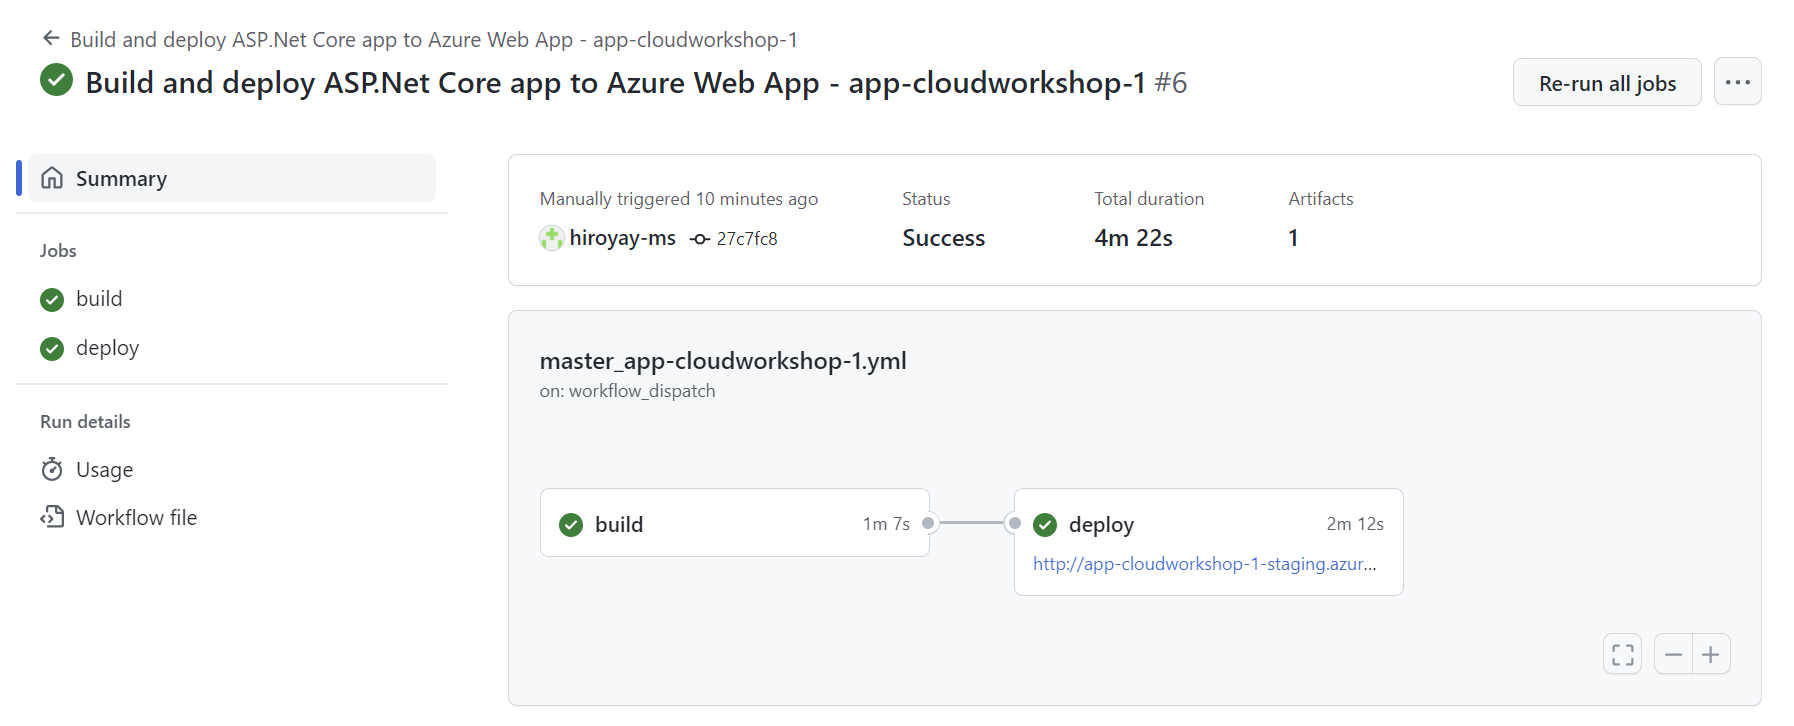 Build and deploy ASP.Net Core app to Azure Web App - app-cloudworkshop-1
Build and deploy ASP.Net Core app to Azure Web App - app-cloudworkshop-1 #6
Re-run all jobs
Summary
Jobs
build
deploy
Run details
Usage
Workflow file
Manually triggered 10 minutes ago
hiroyay-ms 27c7fc8
Status
Success
Total duration
4m 22s
Artifacts
1
master_app-cloudworkshop-1.yml
on: workflow_dispatch
build 1m 7s
deploy 2m 12s
http://app-cloudworkshop-1-staging.azur...